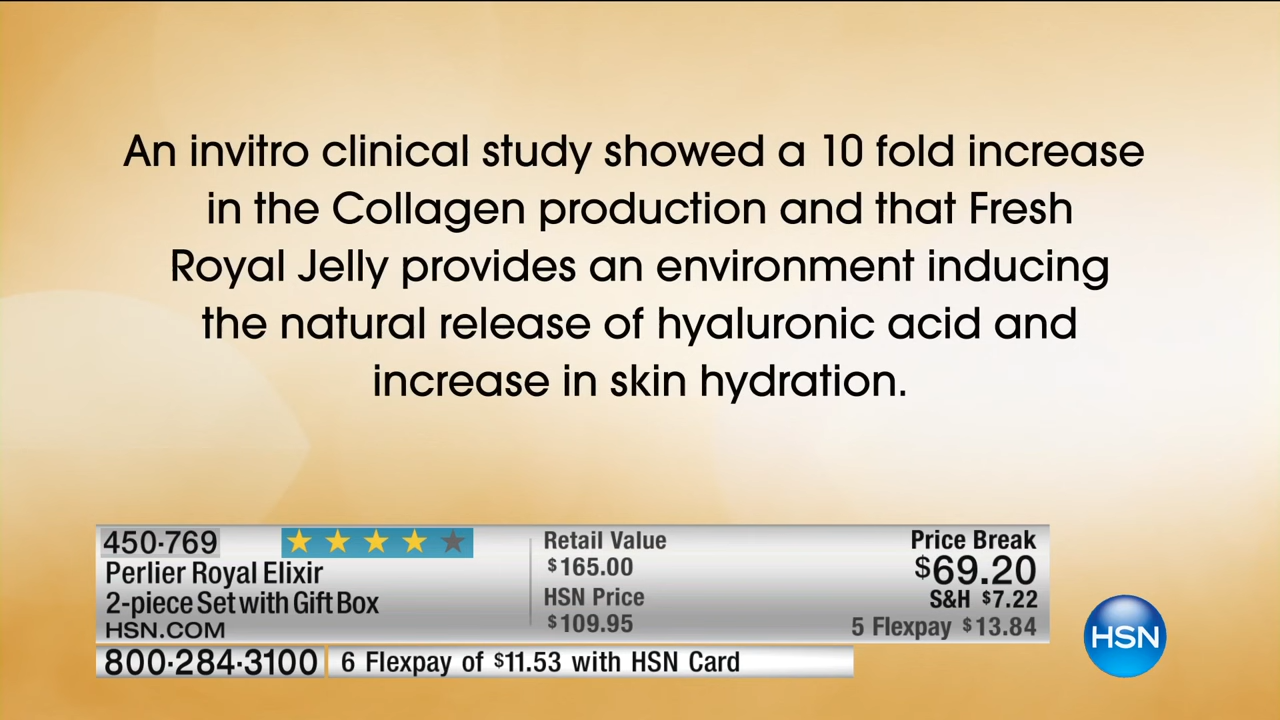 An invitro clinical study showed a 10 fold increase
in the Collagen production and that Fresh
Royal Jelly provides an environment inducing
the natural release of hyaluronic acid and
increase in skin hydration.
450-769
Perlier Royal Elixir
2-piece Set with Gift Box
HSN.COM
Retail Value
$165.00
HSN Price
$109.95
Price Break
$69.20
S&H $7.22
5 Flexpay $13.84
800-284-3100
6 Flexpay of $11.53 with HSN Card
HSN